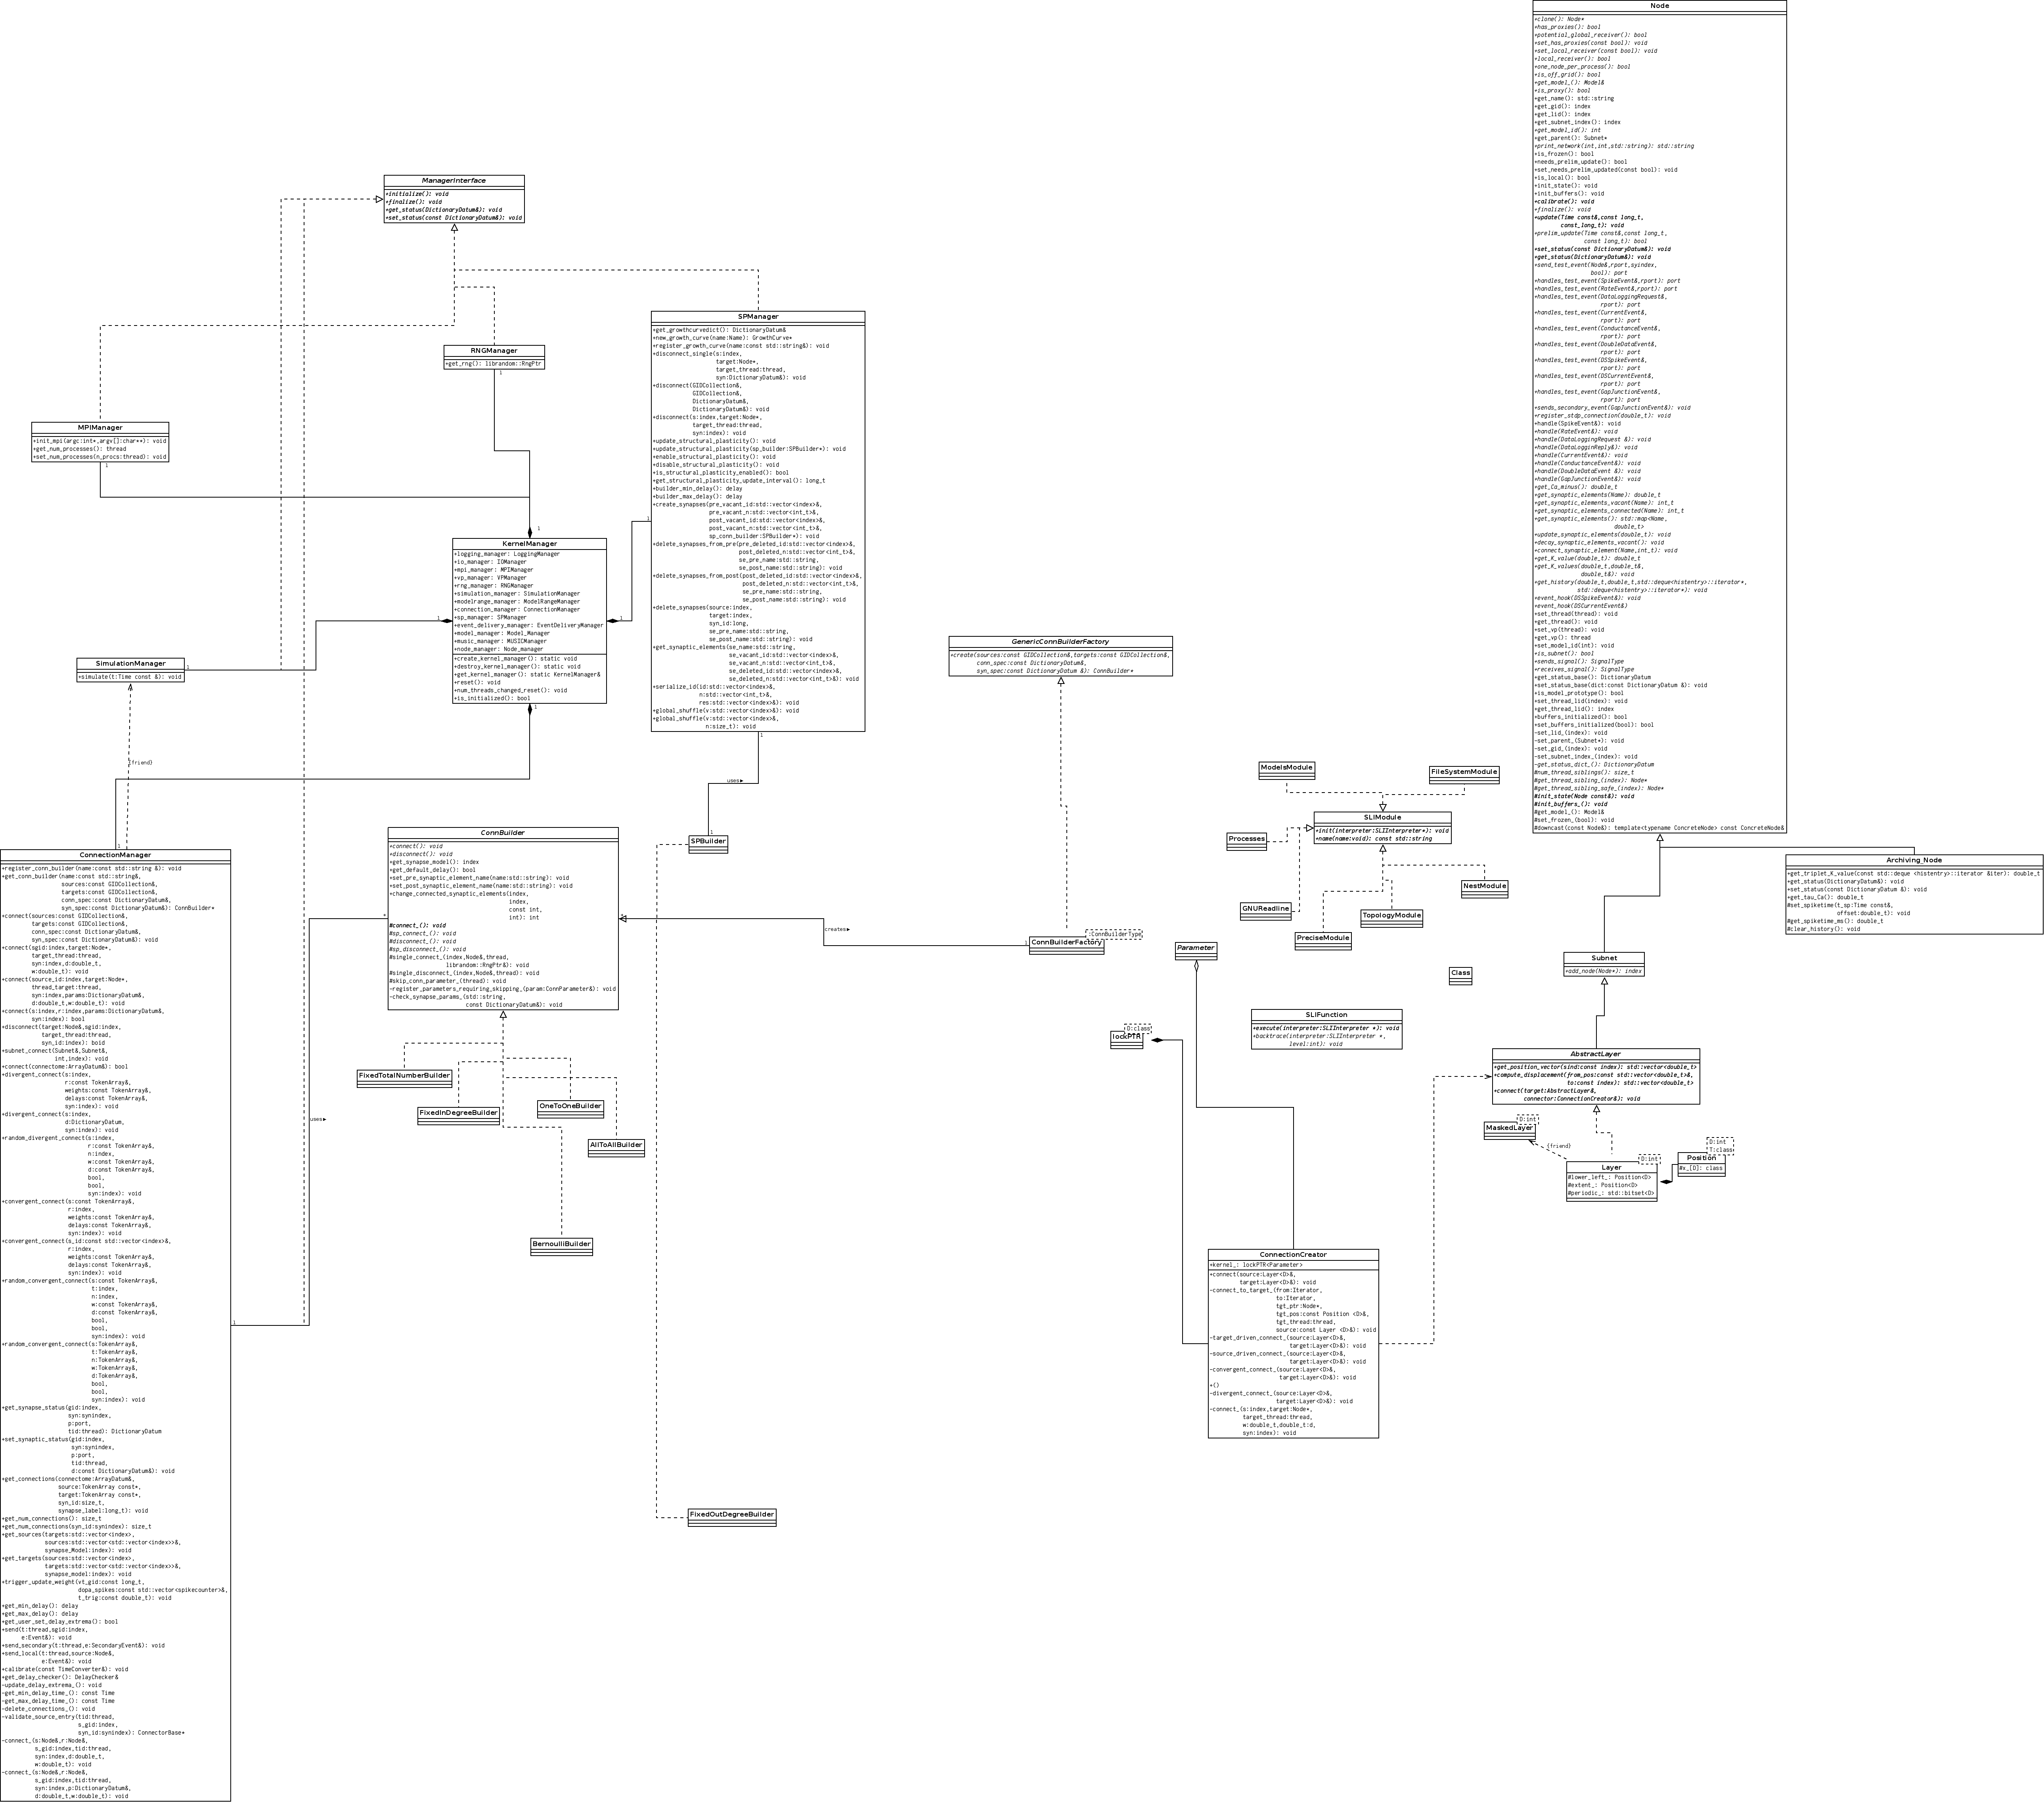 Node
+clone(): Node*
+has_proxies(): bool
+potential_global_receiver(): bool
+set_has_proxies(const bool): void
+set_local_receiver(const bool): void
+local_receiver(): bool
+one_node_per_process(): bool
+is_off_grid(): bool
+get_model_(): Model&
+is_proxy(): bool
+get_name(): std::string
+get_gid(): index
+get_lid(): index
+get_subnet_index(): index
+get_model_id(): int
+get_parent(): Subnet*
+print_network(int,int,std::string): std::string
+is_frozen(): bool
+needs_prelim_update(): bool
+set_needs_prelim_updated(const bool): void
+is_local(): bool
+init_state(): void
+init_buffers(): void
+calibrate(): void
+finalize(): void
+update(Time const&,const long_t,
const_long_t): void
+prelim_update(Time const&,const long_t,
const long_t): bool
+set_status(const DictionaryDatum&): void
+get_status(DictionaryDatum&): void
+send_test_event(Node&,rport,syindex,
bool): port
+handles_test_event(SpikeEvent&,rport): port
+handles_test_event(RateEvent&,rport): port
+handles_test_event(DataLoggingRequest&,
rport): port
+handles_test_event(CurrentEvent&,
rport): port
+handles_test_event(ConductanceEvent&,
rport): port
+handles_test_event(DoubleDataEvent&,
rport): port
+handles_test_event(DSSpikeEvent&,
rport): port
+handles_test_event(DSCurrentEvent&,
rport): port
+handles_test_event(GapJunctionEvent&,
rport): port
+sends_secondary_event(GapJunctionEvent&): void
+register_stdp_connection(double_t): void
+handle(SpikeEvent&): void
+handle(RateEvent&): void
+handle(DataLoggingRequest &): void
+handle(DataLogginReply&): void
+handle(CurrentEvent&): void
+handle(ConductanceEvent&): void
+handle(DoubleDataEvent &): void
+handle(GapJunctionEvent&): void
+get_Ca_minus(): double_t
+get_synaptic_elements(Name): double_t
+get_synaptic_elements_vacant(Name): int_t
+get_synaptic_elements_connected(Name): int_t
+get_synaptic_elements(): std::map<Name,
double_t>
+update_synaptic_elements(double_t): void
+decay_synaptic_elements_vacant(): void
+connect_synaptic_element(Name,int_t): void
+get_K_value(double_t): double_t
+get_K_values(double_t,double_t&,
double_t&): void
+get_history(double_t,double_t,std::deque<histentry>::iterator*,
std::deque<histentry>::iterator*): void
+event_hook(DSSpikeEvent&): void
+event_hook(DSCurrentEvent&)
+set_thread(thread): void
+get_thread(): void
+set_vp(thread): void
+get_vp(): thread
+set_model_id(int): void
+is_subnet(): bool
+sends_signal(): SignalType
+receives_signal(): SignalType
+get_status_base(): DictionaryDatum
+set_status_base(dict:const DictionaryDatum &): void
+is_model_prototype(): bool
+set_thread_lid(index): void
+get_thread_lid(): index
+buffers_initialized(): bool
+set_buffers_initialized(bool): bool
-set_lid_(index): void
-set_parent_(Subnet*): void
-set_gid_(index): void
-set_subnet_index_(index): void
-get_status_dict_(): DictionaryDatum
#num_thread_siblings(): size_t
#get_thread_sibling_(index): Node*
#get_thread_sibling_safe_(index): Node*
#init_state(Node const&): void
#init_buffers_(): void
#get_model_(): Model&
#set_frozen_(bool): void
#downcast(const Node&): template<typename ConcreteNode> const ConcreteNode&
ManagerInterface
+initialize(): void
+finalize(): void
+get_status(DictionaryDatum&): void
+set_status(const DictionaryDatum&): void
RNGManager
+get_rng(): librandom::RngPtr
1
MPIManager
+init_mpi(argc:int*,argv[]:char**): void
+get_num_processes(): thread
+set_num_processes(n_procs:thread): void
1
SPManager
+get_growthcurvedict(): DictionaryDatum&
+new_growth_curve(name:Name): GrowthCurve*
+register_growth_curve(name:const std::string&): void
+disconnect_single(s:index,
target:Node*,
target_thread:thread,
syn:DictionaryDatum&): void
+disconnect(GIDCollection&,
GIDCollection&,
DictionaryDatum&,
DictionaryDatum&): void
+disconnect(s:index,target:Node*,
target_thread:thread,
syn:index): void
+update_structural_plasticity(): void
+update_structural_plasticity(sp_builder:SPBuilder*): void
+enable_structural_plasticity(): void
+disable_structural_plasticity(): void
+is_structural_plasticity_enabled(): bool
+get_structural_plasticity_update_interval(): long_t
+builder_min_delay(): delay
+builder_max_delay(): delay
+create_synapses(pre_vacant_id:std::vector<index>&,
pre_vacant_n:std::vector<int_t>&,
post_vacant_id:std::vector<index>&,
post_vacant_n:std::vector<int_t>&,
sp_conn_builder:SPBuilder*): void
+delete_synapses_from_pre(pre_deleted_id:std::vector<index>&,
post_deleted_n:std::vector<int_t>&,
se_pre_name:std::string,
se_post_name:std::string): void
+delete_synapses_from_post(post_deleted_id:std::vector<index>&,
post_deleted_n:std::vector<int_t>&,
se_pre_name:std::string,
se_post_name:std::string): void
+delete_synapses(source:index,
target:index,
syn_id:long,
se_pre_name:std::string,
se_post_name:std::string): void
+get_synaptic_elements(se_name:std::string,
se_vacant_id:std::vector<index>&,
se_vacant_n:std::vector<int_t>&,
se_deleted_id:std::vector<index>&,
se_deleted_n:std::vector<int_t>&): void
+serialize_id(id:std::vector<index>&,
n:std::vector<int_t>&,
res:std::vector<index>&): void
+global_shuffle(v:std::vector<index>&): void
+global_shuffle(v:std::vector<index>&,
n:size_t): void
1
1
1
KernelManager
+logging_manager: LoggingManager
+io_manager: IOManager
+mpi_manager: MPIManager
+vp_manager: VPManager
+rng_manager: RNGManager
+simulation_manager: SimulationManager
+modelrange_manager: ModelRangeManager
+connection_manager: ConnectionManager
+sp_manager: SPManager
+event_delivery_manager: EventDeliveryManager
+model_manager: Model_Manager
+music_manager: MUSICManager
+node_manager: Node_manager
+create_kernel_manager(): static void
+destroy_kernel_manager(): static void
+get_kernel_manager(): static KernelManager&
+reset(): void
+num_threads_changed_reset(): void
+is_initialized(): bool
1
1
1
SimulationManager
+simulate(t:Time const &): void
1
{friend}
uses
1
SPBuilder
GenericConnBuilderFactory
+create(sources:const GIDCollection&,targets:const GIDCollection&,
conn_spec:const DictionaryDatum&,
syn_spec:const DictionaryDatum &): ConnBuilder*
ModelsModule
FileSystemModule
SLIModule
+init(interpreter:SLIInterpreter*): void
+name(name:void): const std::string
Processes
GNUReadline
PreciseModule
TopologyModule
NestModule
Archiving_Node
+get_triplet_K_value(const std::deque <histentry>::iterator &iter): double_t
+get_status(DictionaryDatum&): void
+set_status(const DictionaryDatum &): void
+get_tau_Ca(): double_t
#set_spiketime(t_sp:Time const&,
offset:double_t): void
#get_spiketime_ms(): double_t
#clear_history(): void
ConnBuilder
+connect(): void
+disconnect(): void
+get_synapse_model(): index
+get_default_delay(): bool
+set_pre_synaptic_element_name(name:std::string): void
+set_post_synaptic_element_name(name:std::string): void
+change_connected_synaptic_elements(index,
index,
const int,
int): int
#connect_(): void
#sp_connect_(): void
#disconnect_(): void
#sp_disconnect_(): void
#single_connect_(index,Node&,thread,
librandom::RngPtr&): void
#single_disconnect_(index,Node&,thread): void
#skip_conn_parameter_(thread): void
-register_parameters_requiring_skipping_(param:ConnParameter&): void
-check_synapse_params_(std::string,
const DictionaryDatum&): void
*
*
creates
1
ConnBuilderFactory
:ConnBuilderType
Parameter
Class
Subnet
+add_node(Node*): index
SLIFunction
+execute(interpreter:SLIInterpreter *): void
+backtrace(interpreter:SLIInterpreter *,
level:int): void
lockPTR
D:class
AbstractLayer
+get_position_vector(sind:const index): std::vector<double_t>
+compute_displacement(from_pos:const std::vector<double_t>&,
to:const index): std::vector<double_t>
+connect(target:AbstractLayer&,
connector:ConnectionCreator&): void
MaskedLayer
D:int
{friend}
Layer
D:int
#lower_left_: Position<D>
#extent_: Position<D>
#periodic_: std::bitset<D>
Position
D:int
T:class
#x_[D]: class
FixedTotalNumberBuilder
FixedInDegreeBuilder
OneToOneBuilder
AllToAllBuilder
BernoulliBuilder
FixedOutDegreeBuilder
ConnectionCreator
+kernel_: lockPTR<Parameter>
+connect(source:Layer<D>&,
target:Layer<D>&): void
-connect_to_target_(from:Iterator,
to:Iterator,
tgt_ptr:Node*,
tgt_pos:const Position <D>&,
tgt_thread:thread,
source:const Layer <D>&): void
-target_driven_connect_(source:Layer<D>&,
target:Layer<D>&): void
-source_driven_connect_(source:Layer<D>&,
target:Layer<D>&): void
-convergent_connect_(source:Layer<D>&,
target:Layer<D>&): void
+()
-divergent_connect_(source:Layer<D>&,
target:Layer<D>&): void
-connect_(s:index,target:Node*,
target_thread:thread,
w:double_t,double_t:d,
syn:index): void
1
ConnectionManager
+register_conn_builder(name:const std::string &): void
+get_conn_builder(name:const std::string&,
sources:const GIDCollection&,
targets:const GIDCollection&,
conn_spec:const DictionaryDatum&,
syn_spec:const DictionaryDatum&): ConnBuilder*
+connect(sources:const GIDCollection&,
targets:const GIDCollection&,
conn_spec:const DictionaryDatum&,
syn_spec:const DictionaryDatum&): void
+connect(sgid:index,target:Node*,
target_thread:thread,
syn:index,d:double_t,
w:double_t): void
+connect(source_id:index,target:Node*,
thread_target:thread,
syn:index,params:DictionaryDatum&,
d:double_t,w:double_t): void
+connect(s:index,r:index,params:DictionaryDatum&,
syn:index): bool
+disconnect(target:Node&,sgid:index,
target_thread:thread,
syn_id:index): boid
+subnet_connect(Subnet&,Subnet&,
int,index): void
+connect(connectome:ArrayDatum&): bool
+divergent_connect(s:index,
r:const TokenArray&,
weights:const TokenArray&,
delays:const TokenArray&,
syn:index): void
+divergent_connect(s:index,
d:DictionaryDatum,
syn:index): void
+random_divergent_connect(s:index,
r:const TokenArray&,
n:index,
w:const TokenArray&,
d:const TokenArray&,
bool,
bool,
syn:index): void
+convergent_connect(s:const TokenArray&,
r:index,
weights:const TokenArray&,
delays:const TokenArray&,
syn:index): void
+convergent_connect(s_id:const std::vector<index>&,
r:index,
weights:const TokenArray&,
delays:const TokenArray&,
syn:index): void
+random_convergent_connect(s:const TokenArray&,
t:index,
n:index,
w:const TokenArray&,
d:const TokenArray&,
bool,
bool,
syn:index): void
+random_convergent_connect(s:TokenArray&,
t:TokenArray&,
n:TokenArray&,
w:TokenArray&,
d:TokenArray&,
bool,
bool,
syn:index): void
+get_synapse_status(gid:index,
syn:synindex,
p:port,
tid:thread): DictionaryDatum
+set_synaptic_status(gid:index,
syn:synindex,
p:port,
tid:thread,
d:const DictionaryDatum&): void
+get_connections(connectome:ArrayDatum&,
source:TokenArray const*,
target:TokenArray const*,
syn_id:size_t,
synapse_label:long_t): void
+get_num_connections(): size_t
+get_num_connections(syn_id:synindex): size_t
+get_sources(targets:std::vector<index>,
sources:std::vector<std::vector<index>>&,
synapse_Model:index): void
+get_targets(sources:std::vector<index>,
targets:std::vector<std::vector<index>>&,
synapse_model:index): void
+trigger_update_weight(vt_gid:const long_t,
dopa_spikes:const std::vector<spikecounter>&,
t_trig:const double_t): void
+get_min_delay(): delay
+get_max_delay(): delay
+get_user_set_delay_extrema(): bool
+send(t:thread,sgid:index,
e:Event&): void
+send_secondary(t:thread,e:SecondaryEvent&): void
+send_local(t:thread,source:Node&,
e:Event&): void
+calibrate(const TimeConverter&): void
+get_delay_checker(): DelayChecker&
-update_delay_extrema_(): void
-get_min_delay_time_(): const Time
-get_max_delay_time_(): const Time
-delete_connections_(): void
-validate_source_entry(tid:thread,
s_gid:index,
syn_id:synindex): ConnectorBase*
-connect_(s:Node&,r:Node&,
s_gid:index,tid:thread,
syn:index,d:double_t,
w:double_t): void
-connect_(s:Node&,r:Node&,
s_gid:index,tid:thread,
syn:index,p:DictionaryDatum&,
d:double_t,w:double_t): void
1
uses